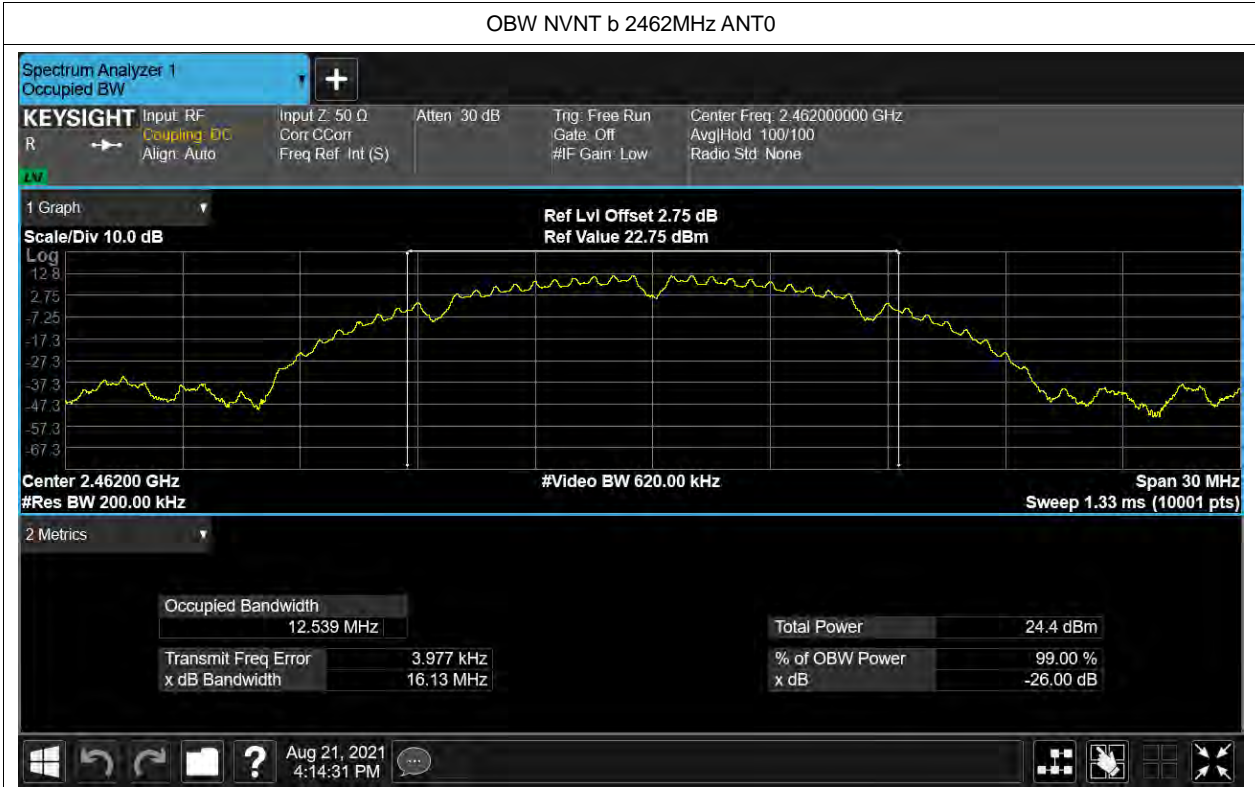 OBW NVNT b 2462MHz ANT0
Spectrum Analyzer 1
Occupied BW
+
KEYSIGHT Input: RF Input Z: 50 Ω Atten: 30 dB Trig: Free Run Center Freq: 2.462000000 GHz
R Coupling: DC Corr CCorr Gate: Off Avg|Hold: 100/100
Align: Auto Freq Ref: Int (S) #IF Gain: Low Radio Std: None
LXI
1 Graph
Ref Lvl Offset 2.75 dB
Scale/Div 10.0 dB Ref Value 22.75 dBm
Log
12.8
2.75
-7.25
-17.3
-27.3
-37.3
-47.3
-57.3
-67.3
Center 2.46200 GHz #Video BW 620.00 kHz Span 30 MHz
#Res BW 200.00 kHz Sweep 1.33 ms (10001 pts)
2 Metrics
Occupied Bandwidth
12.539 MHz Total Power 24.4 dBm
Transmit Freq Error 3.977 kHz % of OBW Power 99.00 %
x dB Bandwidth 16.13 MHz x dB -26.00 dB
? Aug 21, 2021
4:14:31 PM